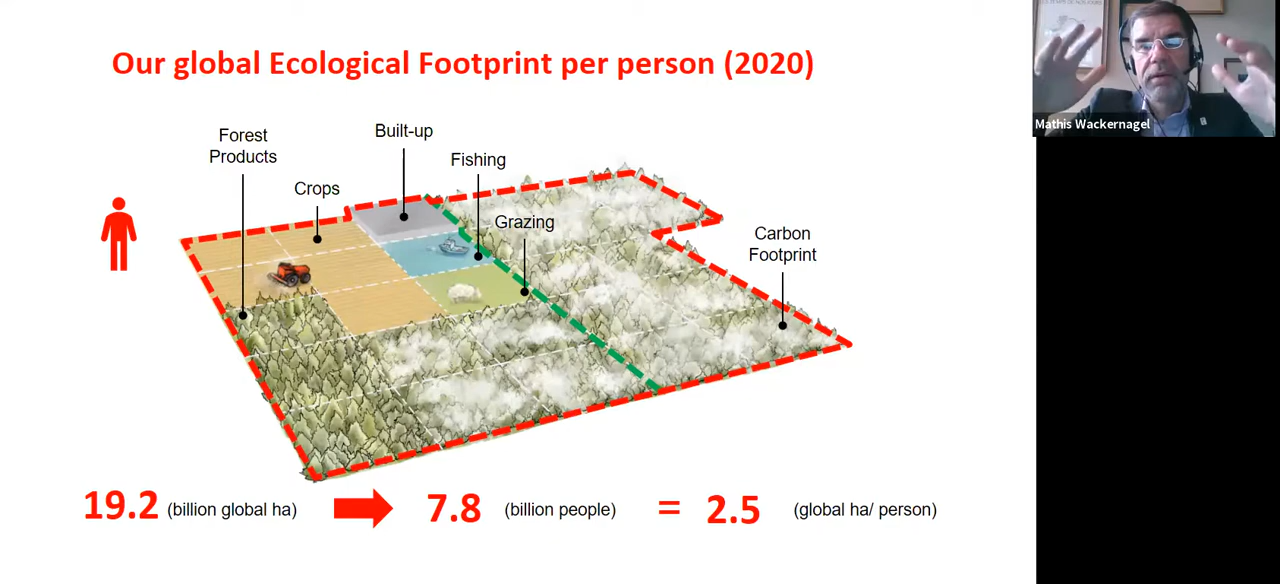 Our global Ecological Footprint per person (2020)
Mathis Wackernagel
Forest
Products
Crops
Built-up
Fishing
Grazing
Carbon
Footprint
19.2 (billion global ha) 7.8 (billion people) = 2.5 (global ha/ person)